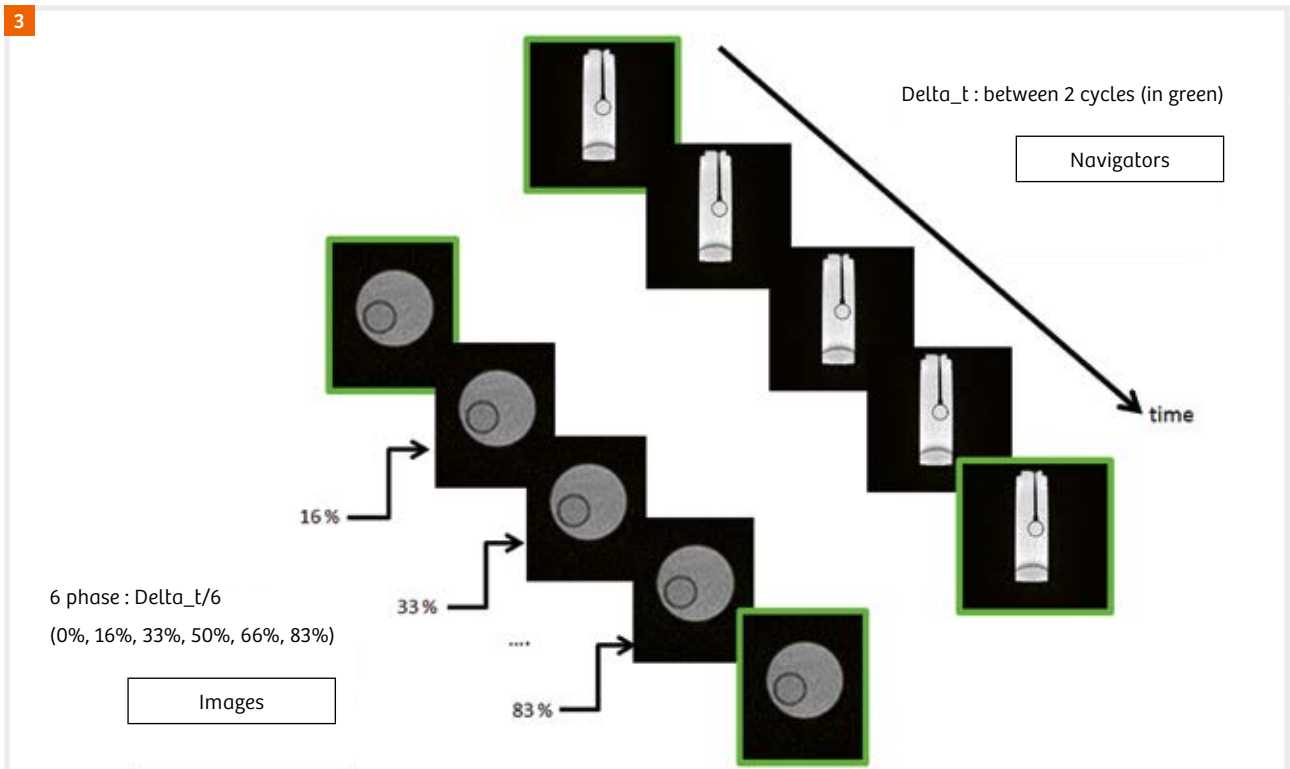 3
Delta_t : between 2 cycles (in green)
Navigators
time
16 %
33 %
6 phase : Delta_t/6
(0%, 16%, 33%, 50%, 66%, 83%)
....
Images
83 %